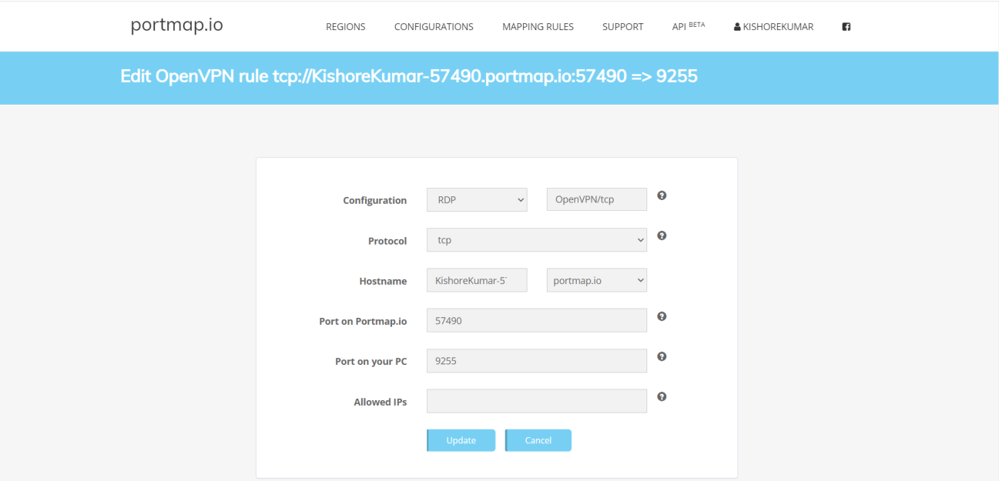 portmap.io
REGIONS CONFIGURATIONS MAPPING RULES SUPPORT API BETA KISHOREKUMAR
Edit OpenVPN rule tcp://KishoreKumar-57490.portmap.io:57490 => 9255
Configuration RDP OpenVPN/tcp
Protocol tcp
Hostname KishoreKumar-5 portmap.io
Port on Portmap.io 57490
Port on your PC 9255
Allowed IPs
Update Cancel